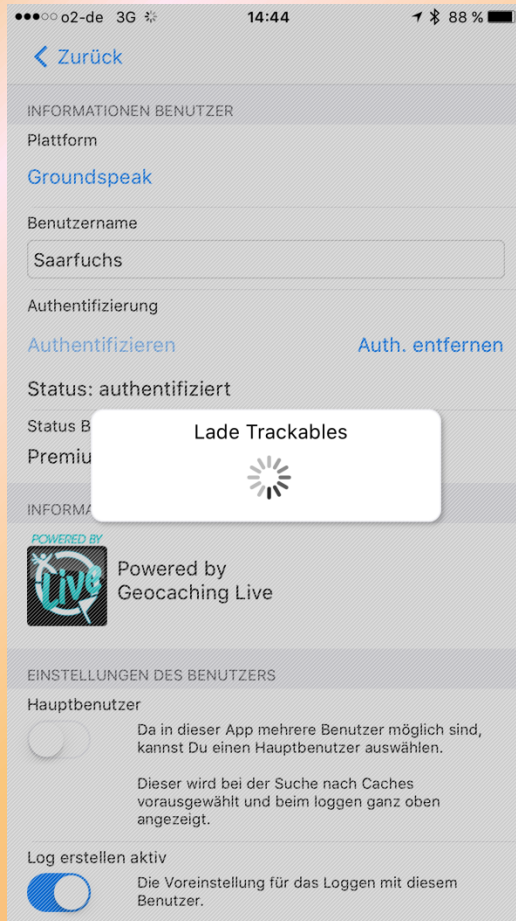 o2-de 3G 14:44 88 %
Zurück
INFORMATIONEN BENUTZER
Plattform
Groundspeak
Benutzername
Saarfuchs
Authentifizierung
Authentifizieren Auth. entfernen
Status: authentifiziert
Status B
Lade Trackables
Premiu
INFORMA
POWERED BY
Live
Powered by
Geocaching Live
EINSTELLUNGEN DES BENUTZERS
Hauptbenutzer
Da in dieser App mehrere Benutzer möglich sind,
kannst Du einen Hauptbenutzer auswählen.
Dieser wird bei der Suche nach Caches
vorausgewählt und beim loggen ganz oben
angezeigt.
Log erstellen aktiv
Die Voreinstellung für das Loggen mit diesem
Benutzer.